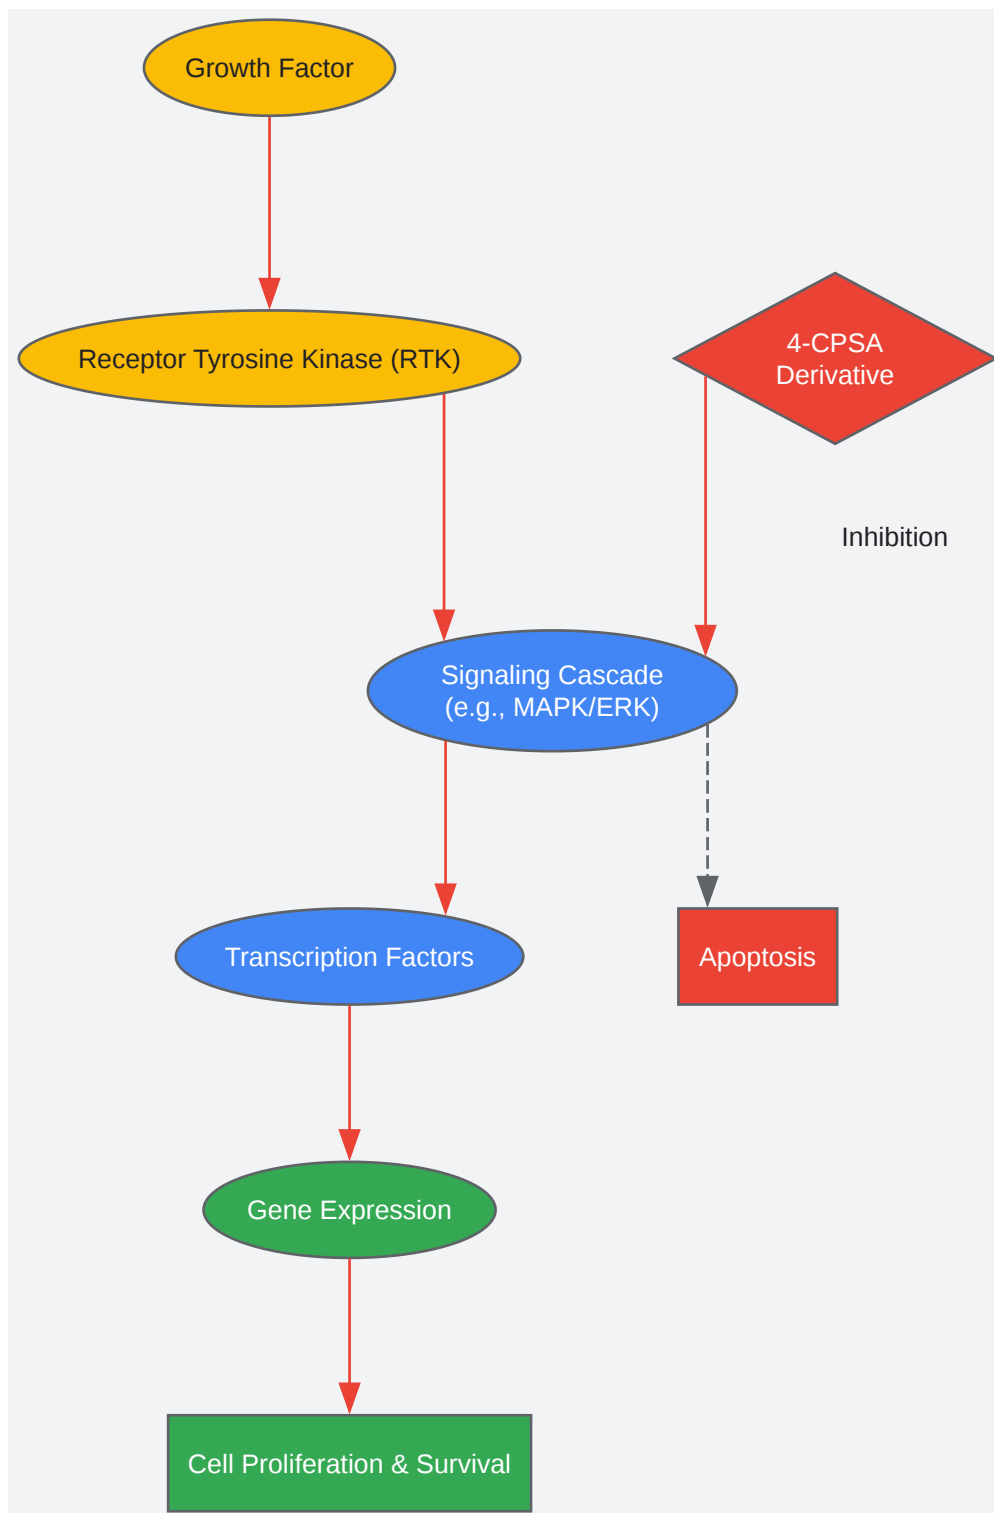 Growth Factor
Receptor Tyrosine Kinase (RTK)
4-CPSA
Derivative
Inhibition
Signaling Cascade
(e.g., MAPK/ERK)
Transcription Factors
Apoptosis
Gene Expression
Cell Proliferation & Survival